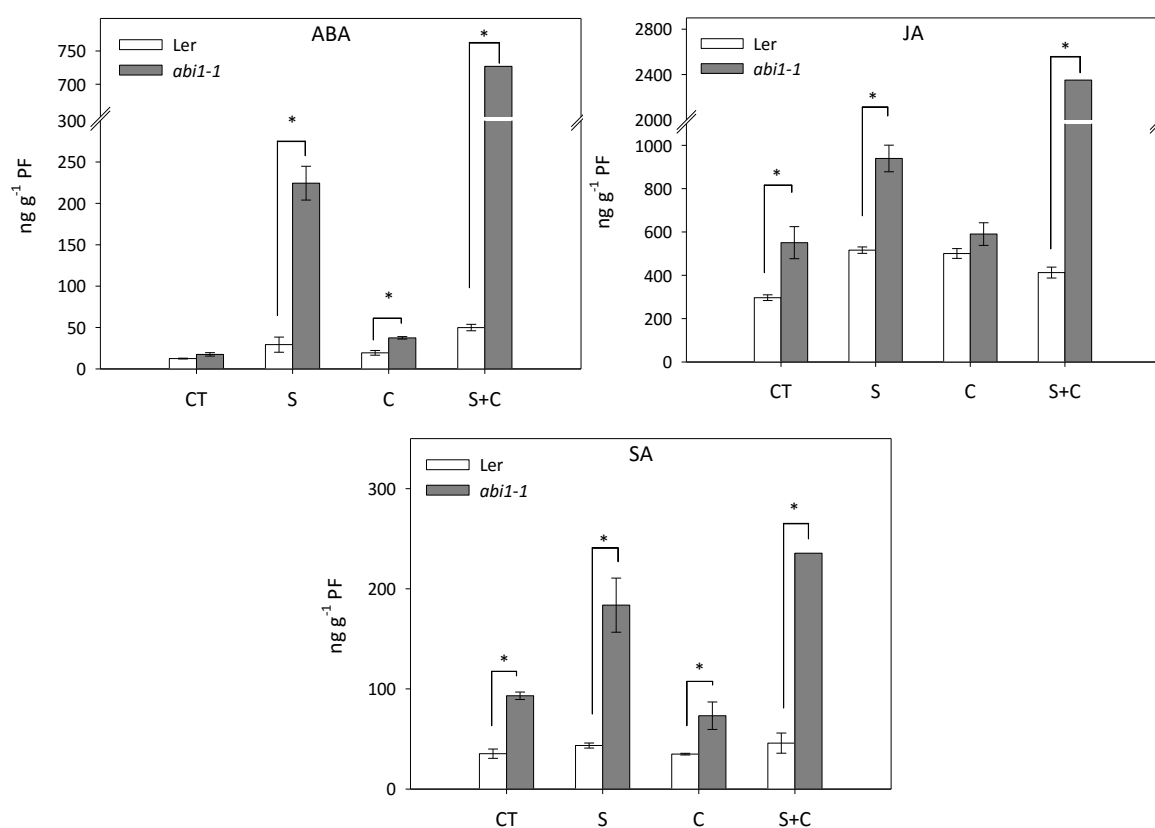 ABA
Ler
abi1-1
750
700
300
250
200
150
100
50
0
ng g⁻¹ PF
*
*
*
CT S C S+C
JA
Ler
abi1-1
2800
2400
2000
1000
800
600
400
200
0
ng g⁻¹ PF
*
*
*
CT S C S+C
SA
Ler
abi1-1
300
200
100
0
ng g⁻¹ PF
*
*
*
*
CT S C S+C